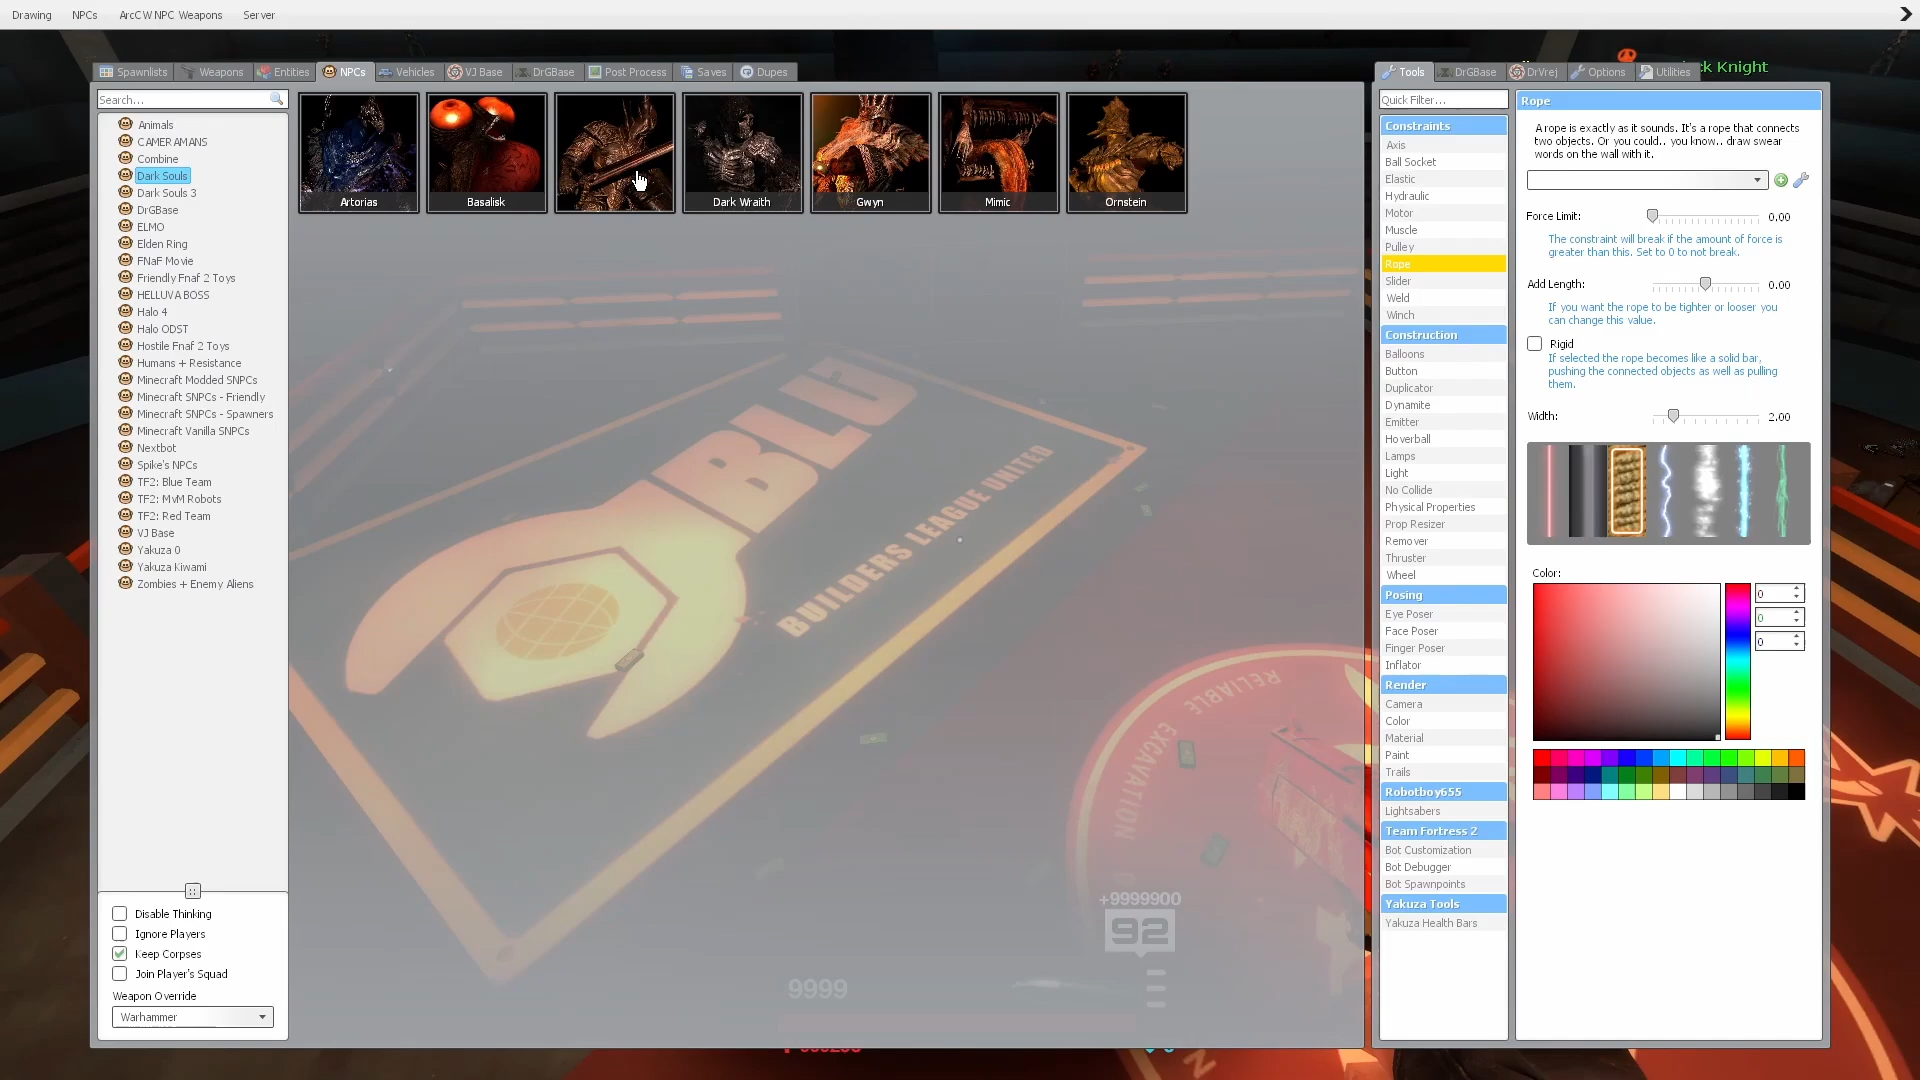 Drawing NPCs ArcCW NPC Weapons Server
Spawnlists Weapons Entities NPCs Vehicles VJ Base DrGBase Post Process Saves Dupes
Search...
Animals
CAMERAMANS
Combine
Dark Souls
Dark Souls 3
DrGBase
ELMO
Elden Ring
FNaF Movie
Friendly Fnaf 2 Toys
HELLUVA BOSS
Halo 4
Halo ODST
Hostile Fnaf 2 Toys
Humans + Resistance
Minecraft Modded SNPCs
Minecraft SNPCs - Friendly
Minecraft SNPCs - Spawners
Minecraft Vanilla SNPCs
Nextbot
Spike's NPCs
TF2: Blue Team
TF2: MvM Robots
TF2: Red Team
VJ Base
Yakuza 0
Yakuza Kiwami
Zombies + Enemy Aliens
Disable Thinking
Ignore Players
Keep Corpses
Join Player's Squad
Weapon Override
Warhammer
Artorias Basalisk Dark Wraith Gwyn Mimic Ornstein
BLU
BUILDERS LEAGUE UNITED
RELIABLE EXCAVATION
+9999900
92
9999
ck Knight
Tools DrGBase DrVrej Options Utilities
Quick Filter...
Constraints
Axis
Ball Socket
Elastic
Hydraulic
Motor
Muscle
Pulley
Rope
Slider
Weld
Winch
Construction
Balloons
Button
Duplicator
Dynamite
Emitter
Hoverball
Lamps
Light
No Collide
Physical Properties
Prop Resizer
Remover
Thruster
Wheel
Posing
Eye Poser
Face Poser
Finger Poser
Inflator
Render
Camera
Color
Material
Paint
Trails
Robotboy655
Lightsabers
Team Fortress 2
Bot Customization
Bot Debugger
Bot Spawnpoints
Yakuza Tools
Yakuza Health Bars
Rope
A rope is exactly as it sounds. It's a rope that connects
two objects. Or you could.. you know.. draw swear
words on the wall with it.
Force Limit: 0.00
The constraint will break if the amount of force is
greater than this. Set to 0 to not break.
Add Length: 0.00
If you want the rope to be tighter or looser you
can change this value.
Rigid
If selected the rope becomes like a solid bar,
pushing the connected objects as well as pulling
them.
Width: 2.00
Color:
0
0
0